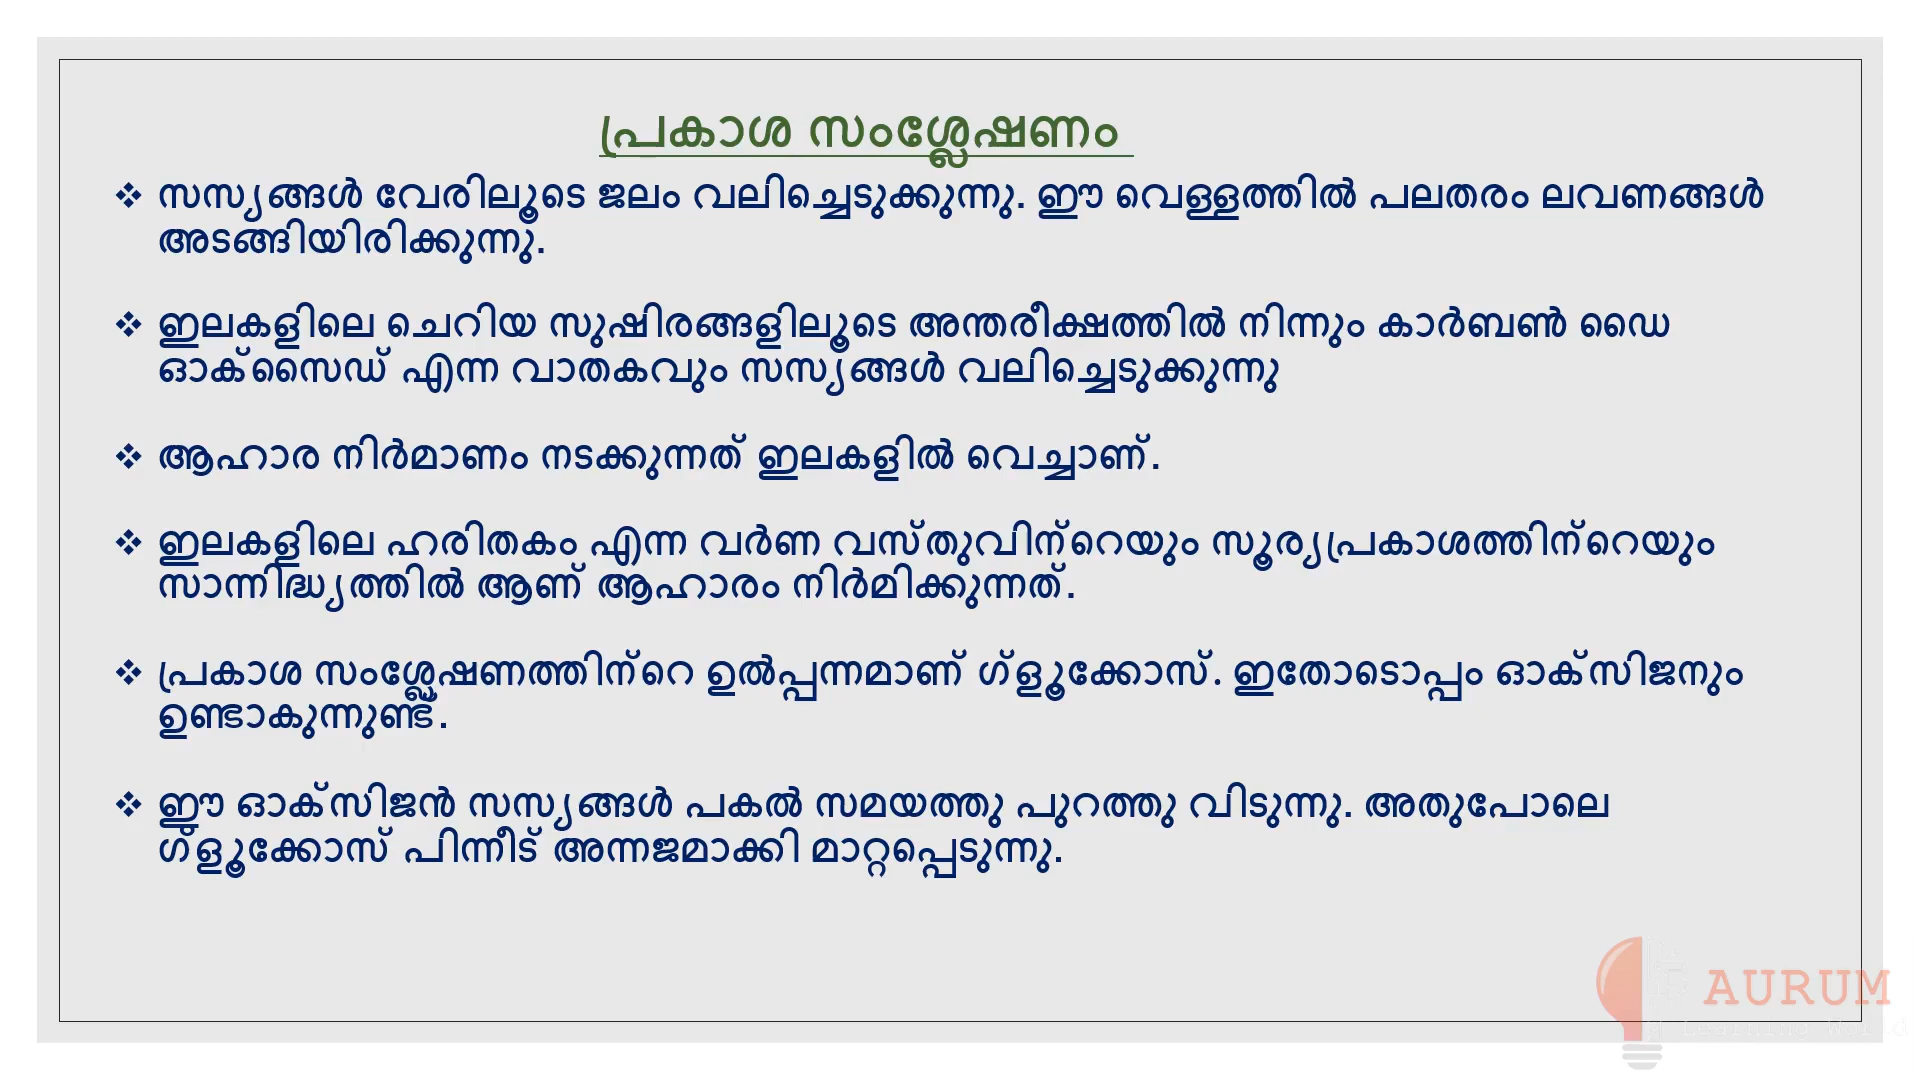 പ്രകാശ സംശ്ലേഷണം
❖ സസ്യങ്ങൾ വേരിലൂടെ ജലം വലിച്ചെടുക്കുന്നു. ഈ വെള്ളത്തിൽ പലതരം ലവണങ്ങൾ
അടങ്ങിയിരിക്കുന്നു.
❖ ഇലകളിലെ ചെറിയ സുഷിരങ്ങളിലൂടെ അന്തരീക്ഷത്തിൽ നിന്നും കാർബൺ ഡൈ
ഓക്സൈഡ് എന്ന വാതകവും സസ്യങ്ങൾ വലിച്ചെടുക്കുന്നു
❖ ആഹാര നിർമാണം നടക്കുന്നത് ഇലകളിൽ വെച്ചാണ്.
❖ ഇലകളിലെ ഹരിതകം എന്ന വർണ വസ്തുവിന്റെയും സൂര്യപ്രകാശത്തിന്റെയും
സാന്നിദ്ധ്യത്തിൽ ആണ് ആഹാരം നിർമിക്കുന്നത്.
❖ പ്രകാശ സംശ്ലേഷണത്തിന്റെ ഉൽപ്പന്നമാണ് ഗ്ളൂക്കോസ്. ഇതോടൊപ്പം ഓക്സിജനും
ഉണ്ടാകുന്നുണ്ട്.
❖ ഈ ഓക്സിജൻ സസ്യങ്ങൾ പകൽ സമയത്തു പുറത്തു വിടുന്നു. അതുപോലെ
ഗ്ളൂക്കോസ് പിന്നീട് അന്നജമാക്കി മാറ്റപ്പെടുന്നു.
AURUM
Learning World